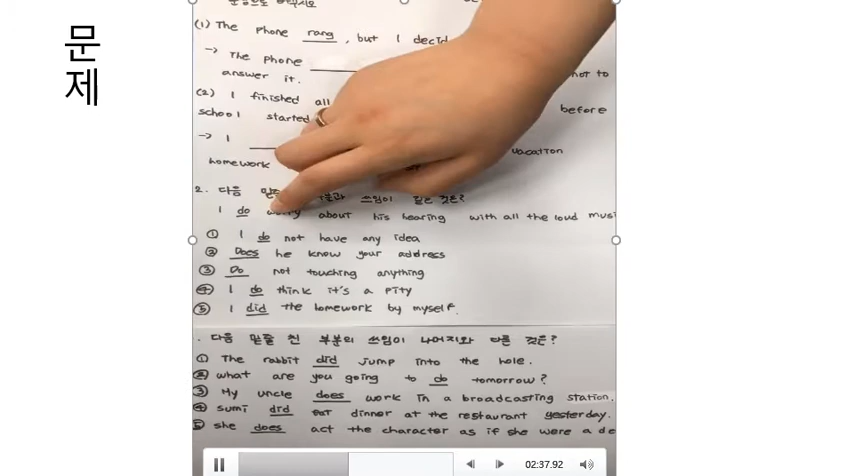 문
제
(1) The phone rang, but I decid
→ The phone not to
answer it.
(2) I finished all before
school started
→ I vacation
homework
2. 다음 쓰임이 같은 것은?
I do worry about his hearing with all the loud musi
① I do not have any idea
② Does he know your address
③ Do not touching anything
④ I do think it's a pity
⑤ I did the homework by myself.
. 다음 밑줄 친 부분의 쓰임이 나머지와 다른 것은?
① The rabbit did jump into the hole.
② what are you going to do tomorrow?
③ My uncle does work in a broadcasting station.
④ sumi did eat dinner at the restaurant yesterday.
⑤ she does act the character as if she were a de
02:37.92